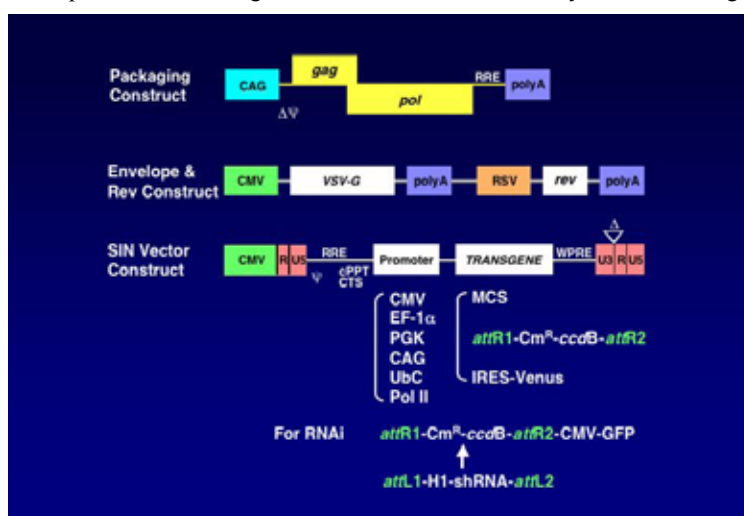 Packaging Construct CAG gag pol RRE polyA
ΔΨ
Envelope & Rev Construct CMV VSV-G polyA RSV rev polyA
Δ
SIN Vector Construct CMV R U5 RRE Promoter TRANSGENE WPRE U3 R U5
Ψ cPPT CTS
CMV MCS
EF-1α
PGK attR1-CmR-ccdB-attR2
CAG
UbC IRES-Venus
Pol II
For RNAi attR1-CmR-ccdB-attR2-CMV-GFP
attL1-H1-shRNA-attL2